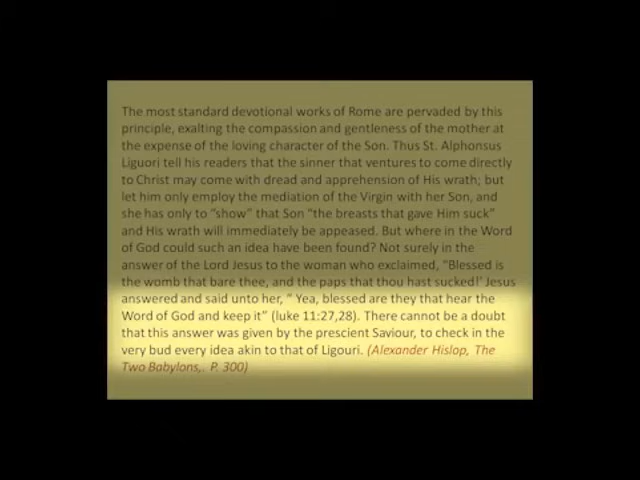 The most standard devotional works of Rome are pervaded by this
principle, exalting the compassion and gentleness of the mother at
the expense of the loving character of the Son. Thus St. Alphonsus
Liguori tell his readers that the sinner that ventures to come directly
to Christ may come with dread and apprehension of His wrath; but
let him only employ the mediation of the Virgin with her Son, and
she has only to “show” that Son “the breasts that gave Him suck”
and His wrath will immediately be appeased. But where in the Word
of God could such an idea have been found? Not surely in the
answer of the Lord Jesus to the woman who exclaimed, “Blessed is
the womb that bare thee, and the paps that thou hast sucked!’ Jesus
answered and said unto her, “ Yea, blessed are they that hear the
Word of God and keep it” (luke 11:27,28). There cannot be a doubt
that this answer was given by the prescient Saviour, to check in the
very bud every idea akin to that of Ligouri. (Alexander Hislop, The
Two Babylons,. P. 300)